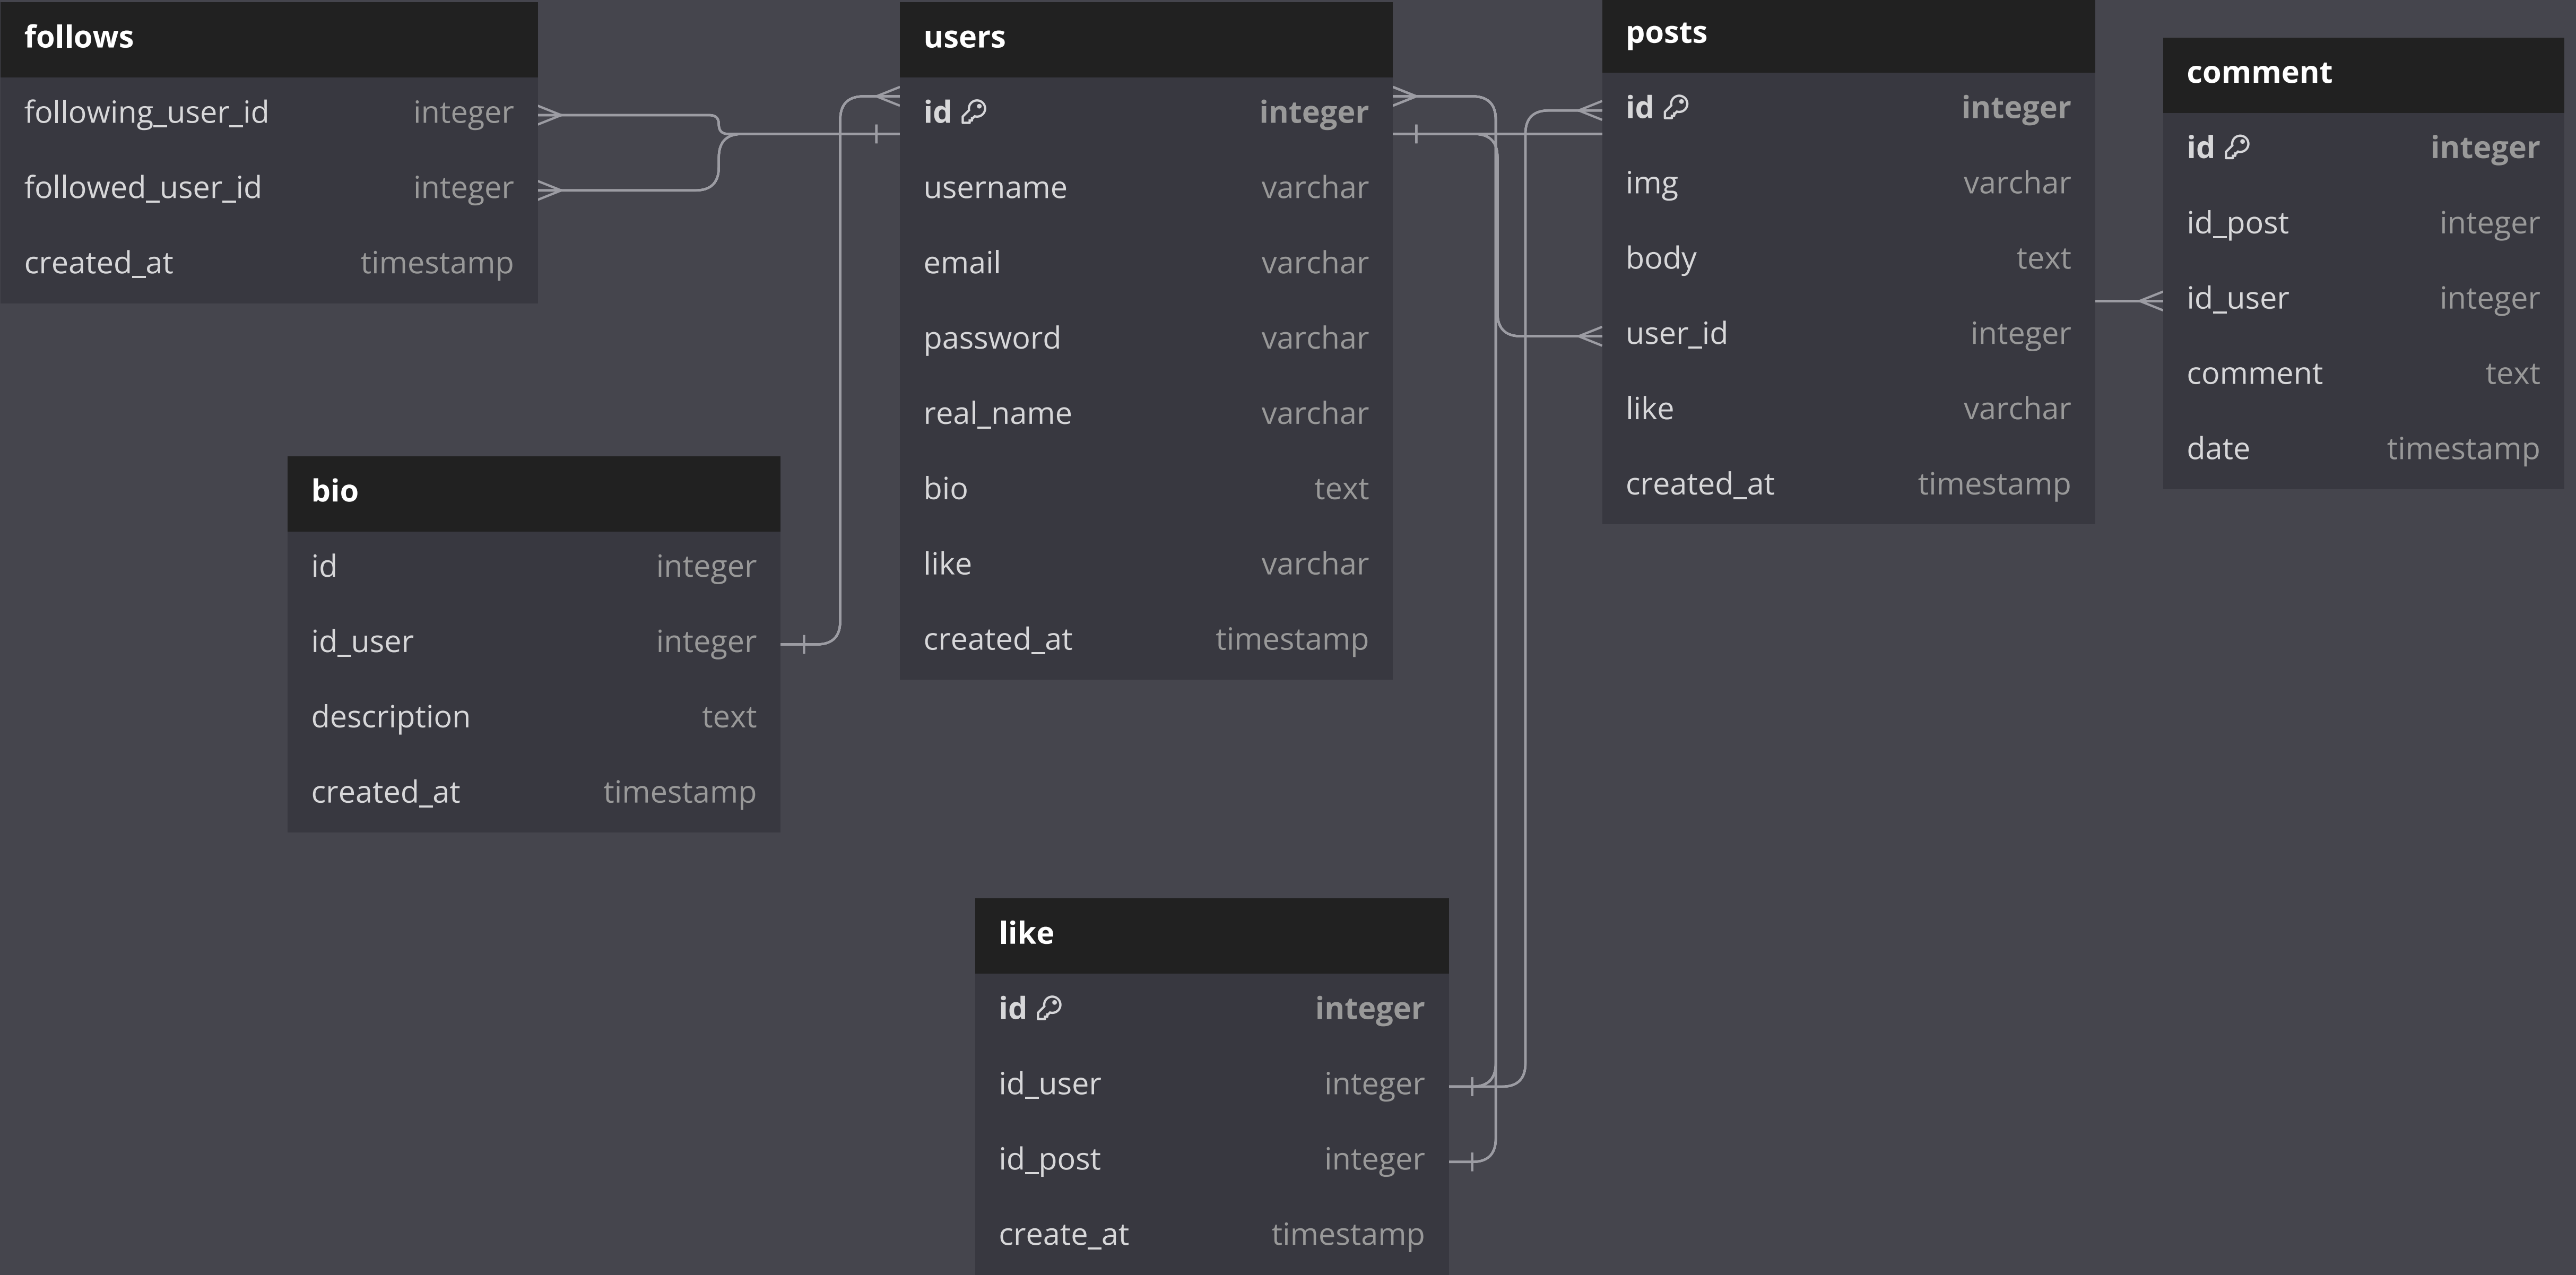 follows
following_user_id integer
followed_user_id integer
created_at timestamp
users
id integer
username varchar
email varchar
password varchar
real_name varchar
bio text
like varchar
created_at timestamp
posts
id integer
img varchar
body text
user_id integer
like varchar
created_at timestamp
comment
id integer
id_post integer
id_user integer
comment text
date timestamp
bio
id integer
id_user integer
description text
created_at timestamp
like
id integer
id_user integer
id_post integer
create_at timestamp